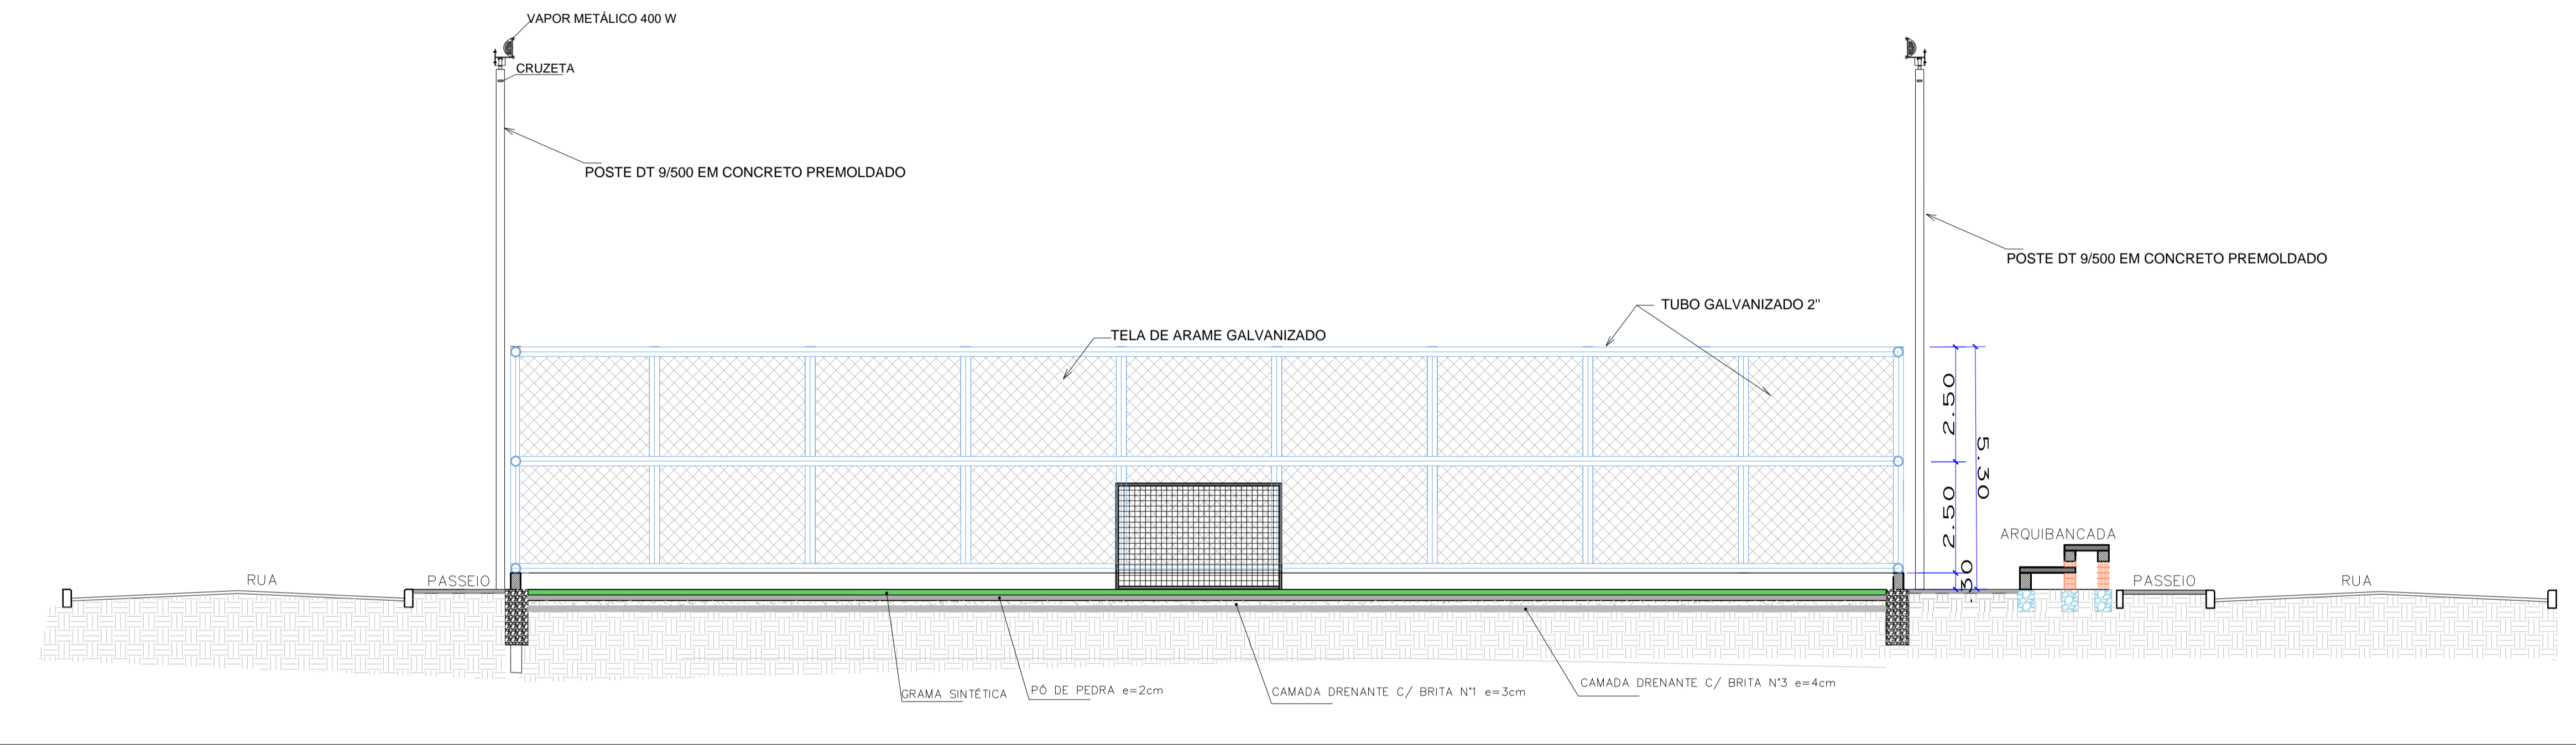 VAPOR METÁLICO 400 W
CRUZETA
POSTE DT 9/500 EM CONCRETO PREMOLDADO
POSTE DT 9/500 EM CONCRETO PREMOLDADO
TUBO GALVANIZADO 2"
TELA DE ARAME GALVANIZADO
2.50
5.30
2.50
.30
ARQUIBANCADA
RUA
PASSEIO
PASSEIO
RUA
GRAMA SINTÉTICA
PÓ DE PEDRA e=2cm
CAMADA DRENANTE C/ BRITA N°1 e=3cm
CAMADA DRENANTE C/ BRITA N°3 e=4cm